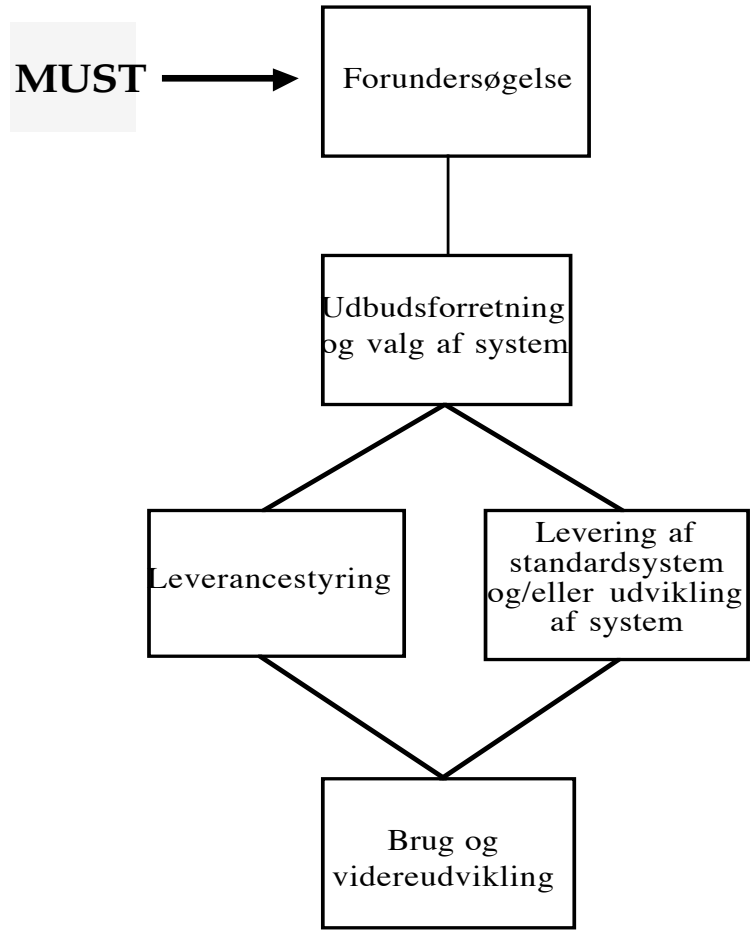 MUST
Forundersøgelse
Udbudsforretning
og valg af system
Leverancestyring
Levering af
standardsystem
og/eller udvikling
af system
Brug og
videreudvikling